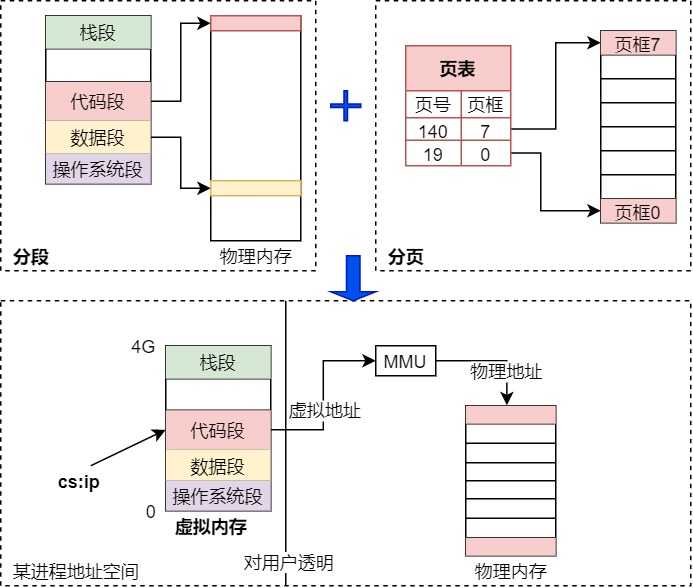 栈段
代码段
数据段
操作系统段
物理内存
分段
页表
页号 页框
140 7
19 0
页框7
页框0
分页
4G
栈段
代码段
数据段
操作系统段
0
虚拟内存
cs:ip
某进程地址空间
对用户透明
虚拟地址
MMU
物理地址
物理内存